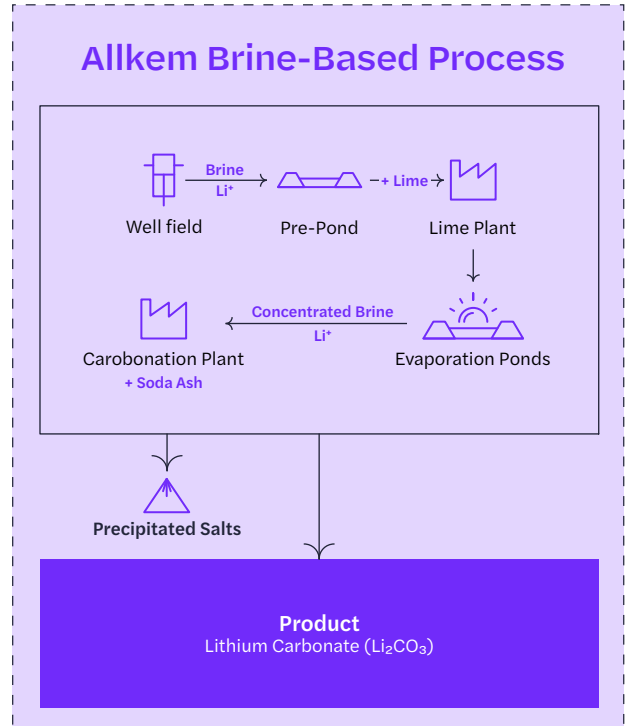 Allkem Brine-Based Process
Brine
Li⁺
+ Lime
Well field
Pre-Pond
Lime Plant
Concentrated Brine
Li⁺
Carobonation Plant
+ Soda Ash
Evaporation Ponds
Precipitated Salts
Product
Lithium Carbonate (Li₂CO₃)